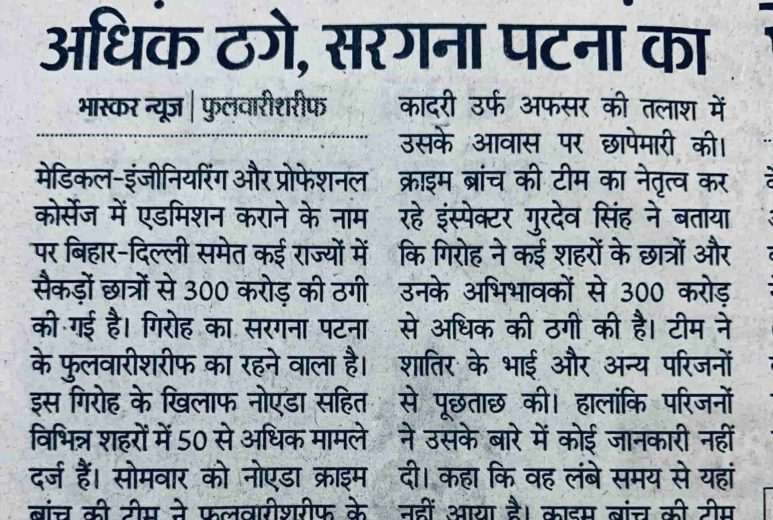 अधिक ठगे, सरगना पटना का
भास्कर न्यूज | फुलवारीशरीफ
मेडिकल-इंजीनियरिंग और प्रोफेशनल
कोर्सेज में एडमिशन कराने के नाम
पर बिहार-दिल्ली समेत कई राज्यों में
सैकड़ों छात्रों से 300 करोड़ की ठगी
की गई है। गिरोह का सरगना पटना
के फुलवारीशरीफ का रहने वाला है।
इस गिरोह के खिलाफ नोएडा सहित
विभिन्न शहरों में 50 से अधिक मामले
दर्ज हैं। सोमवार को नोएडा क्राइम
ब्रांच की टीम ने फुलवारीशरीफ के
कादरी उर्फ अफसर की तलाश में
उसके आवास पर छापेमारी की।
क्राइम ब्रांच की टीम का नेतृत्व कर
रहे इंस्पेक्टर गुरदेव सिंह ने बताया
कि गिरोह ने कई शहरों के छात्रों और
उनके अभिभावकों से 300 करोड़
से अधिक की ठगी की है। टीम ने
शातिर के भाई और अन्य परिजनों
से पूछताछ की। हालांकि परिजनों
ने उसके बारे में कोई जानकारी नहीं
दी। कहा कि वह लंबे समय से यहां
नहीं आया है। क्राइम ब्रांच की टीम